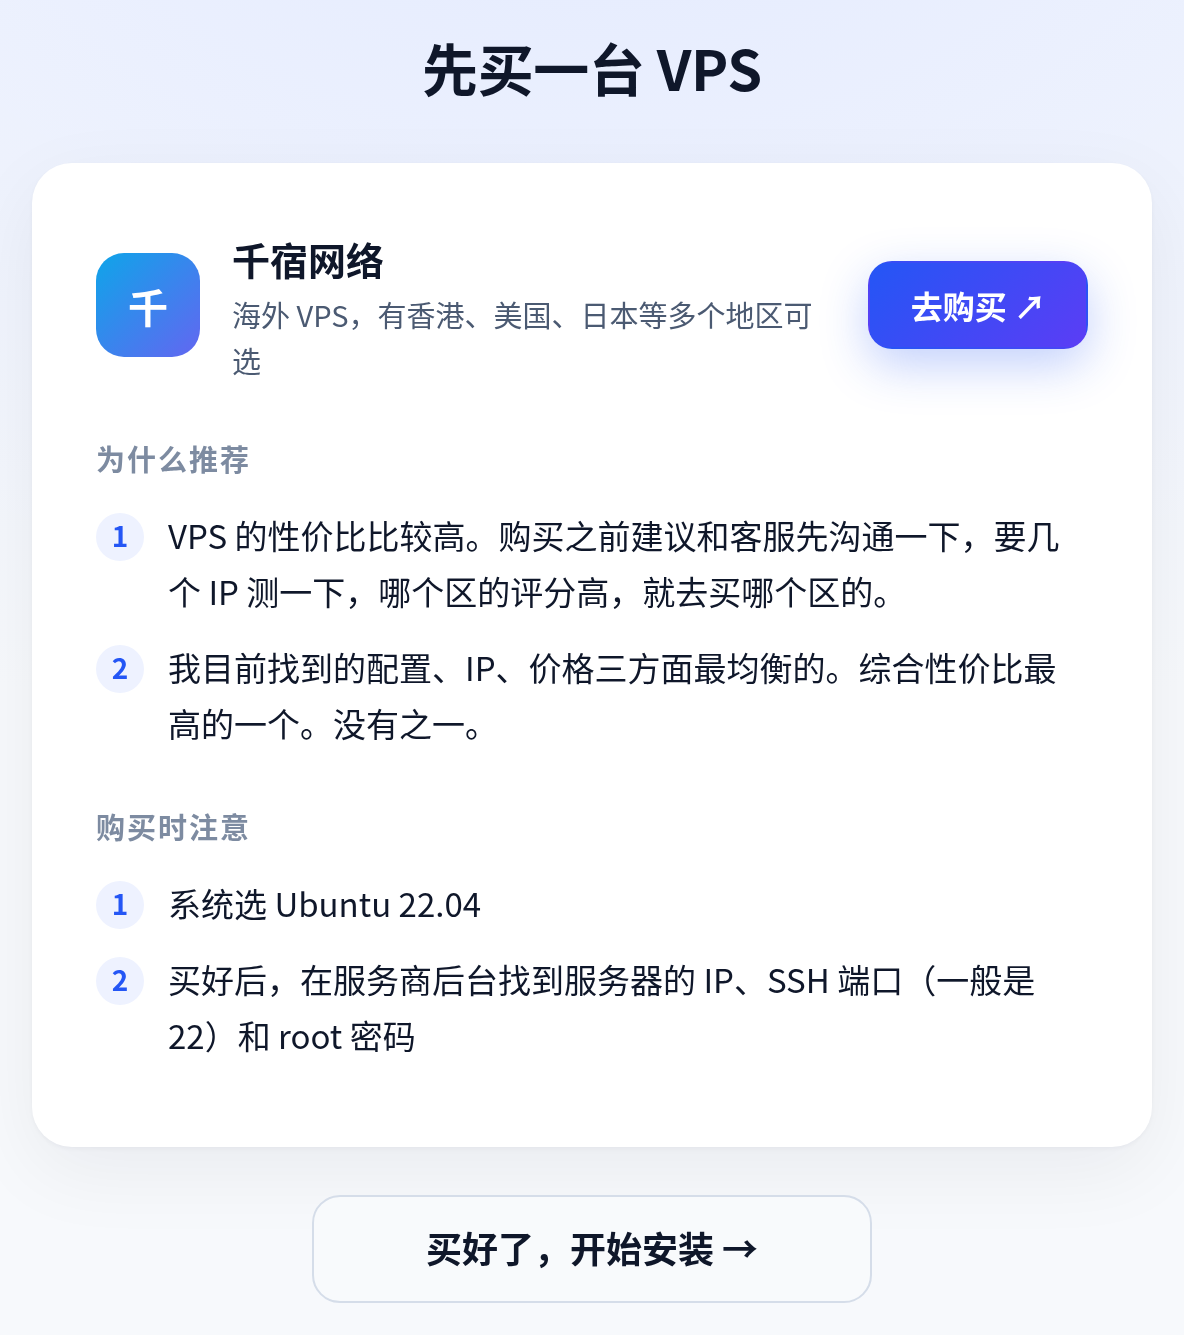 先买一台 VPS
千
千宿网络
海外 VPS，有香港、美国、日本等多个地区可
选
去购买 ↗
为什么推荐
1
VPS 的性价比比较高。购买之前建议和客服先沟通一下，要几
个 IP 测一下，哪个区的评分高，就去买哪个区的。
2
我目前找到的配置、IP、价格三方面最均衡的。综合性价比最
高的一个。没有之一。
购买时注意
1
系统选 Ubuntu 22.04
2
买好后，在服务商后台找到服务器的 IP、SSH 端口（一般是
22）和 root 密码
买好了，开始安装 →